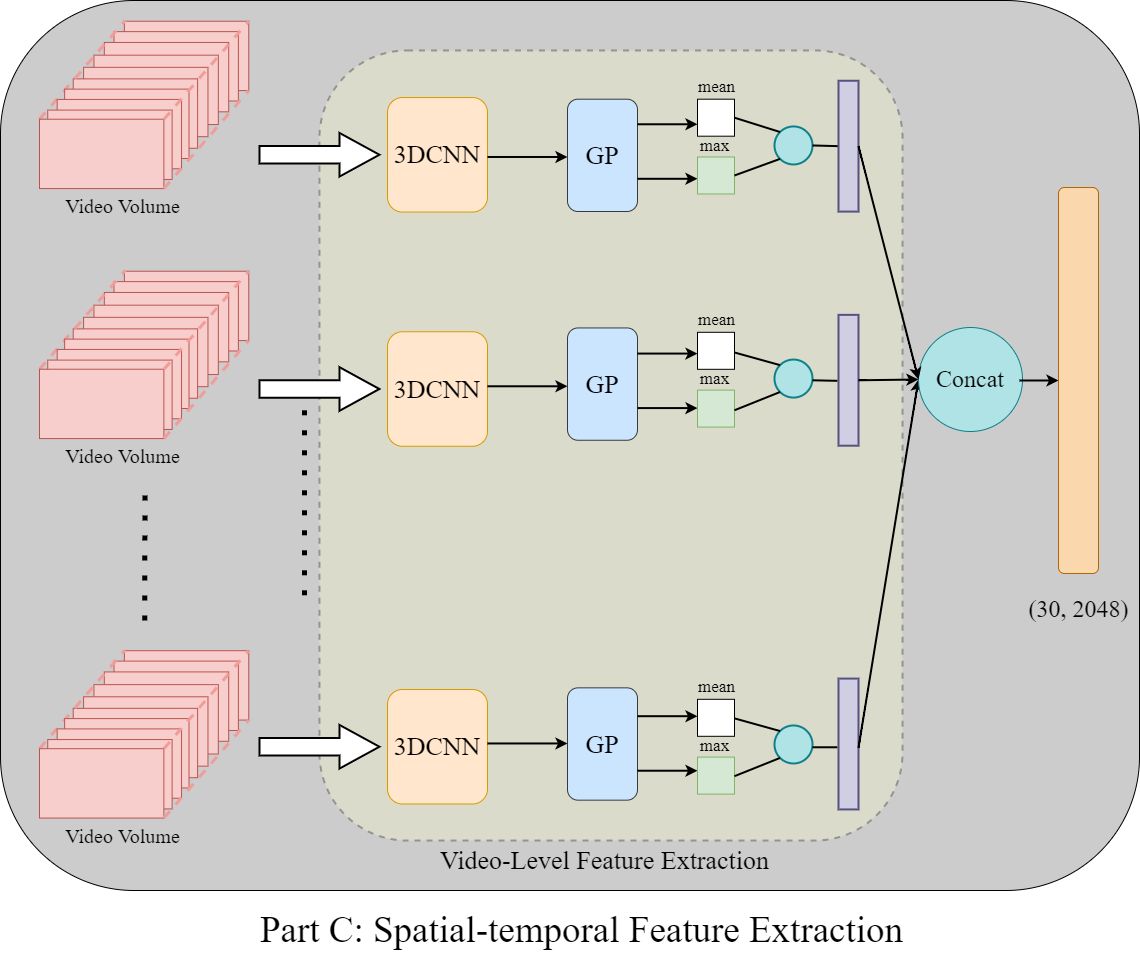 mean
3DCNN
GP
max
Video Volume
mean
3DCNN
GP
max
Concat
Video Volume
(30, 2048)
mean
3DCNN
GP
max
Video Volume
Video-Level Feature Extraction
Part C: Spatial-temporal Feature Extraction